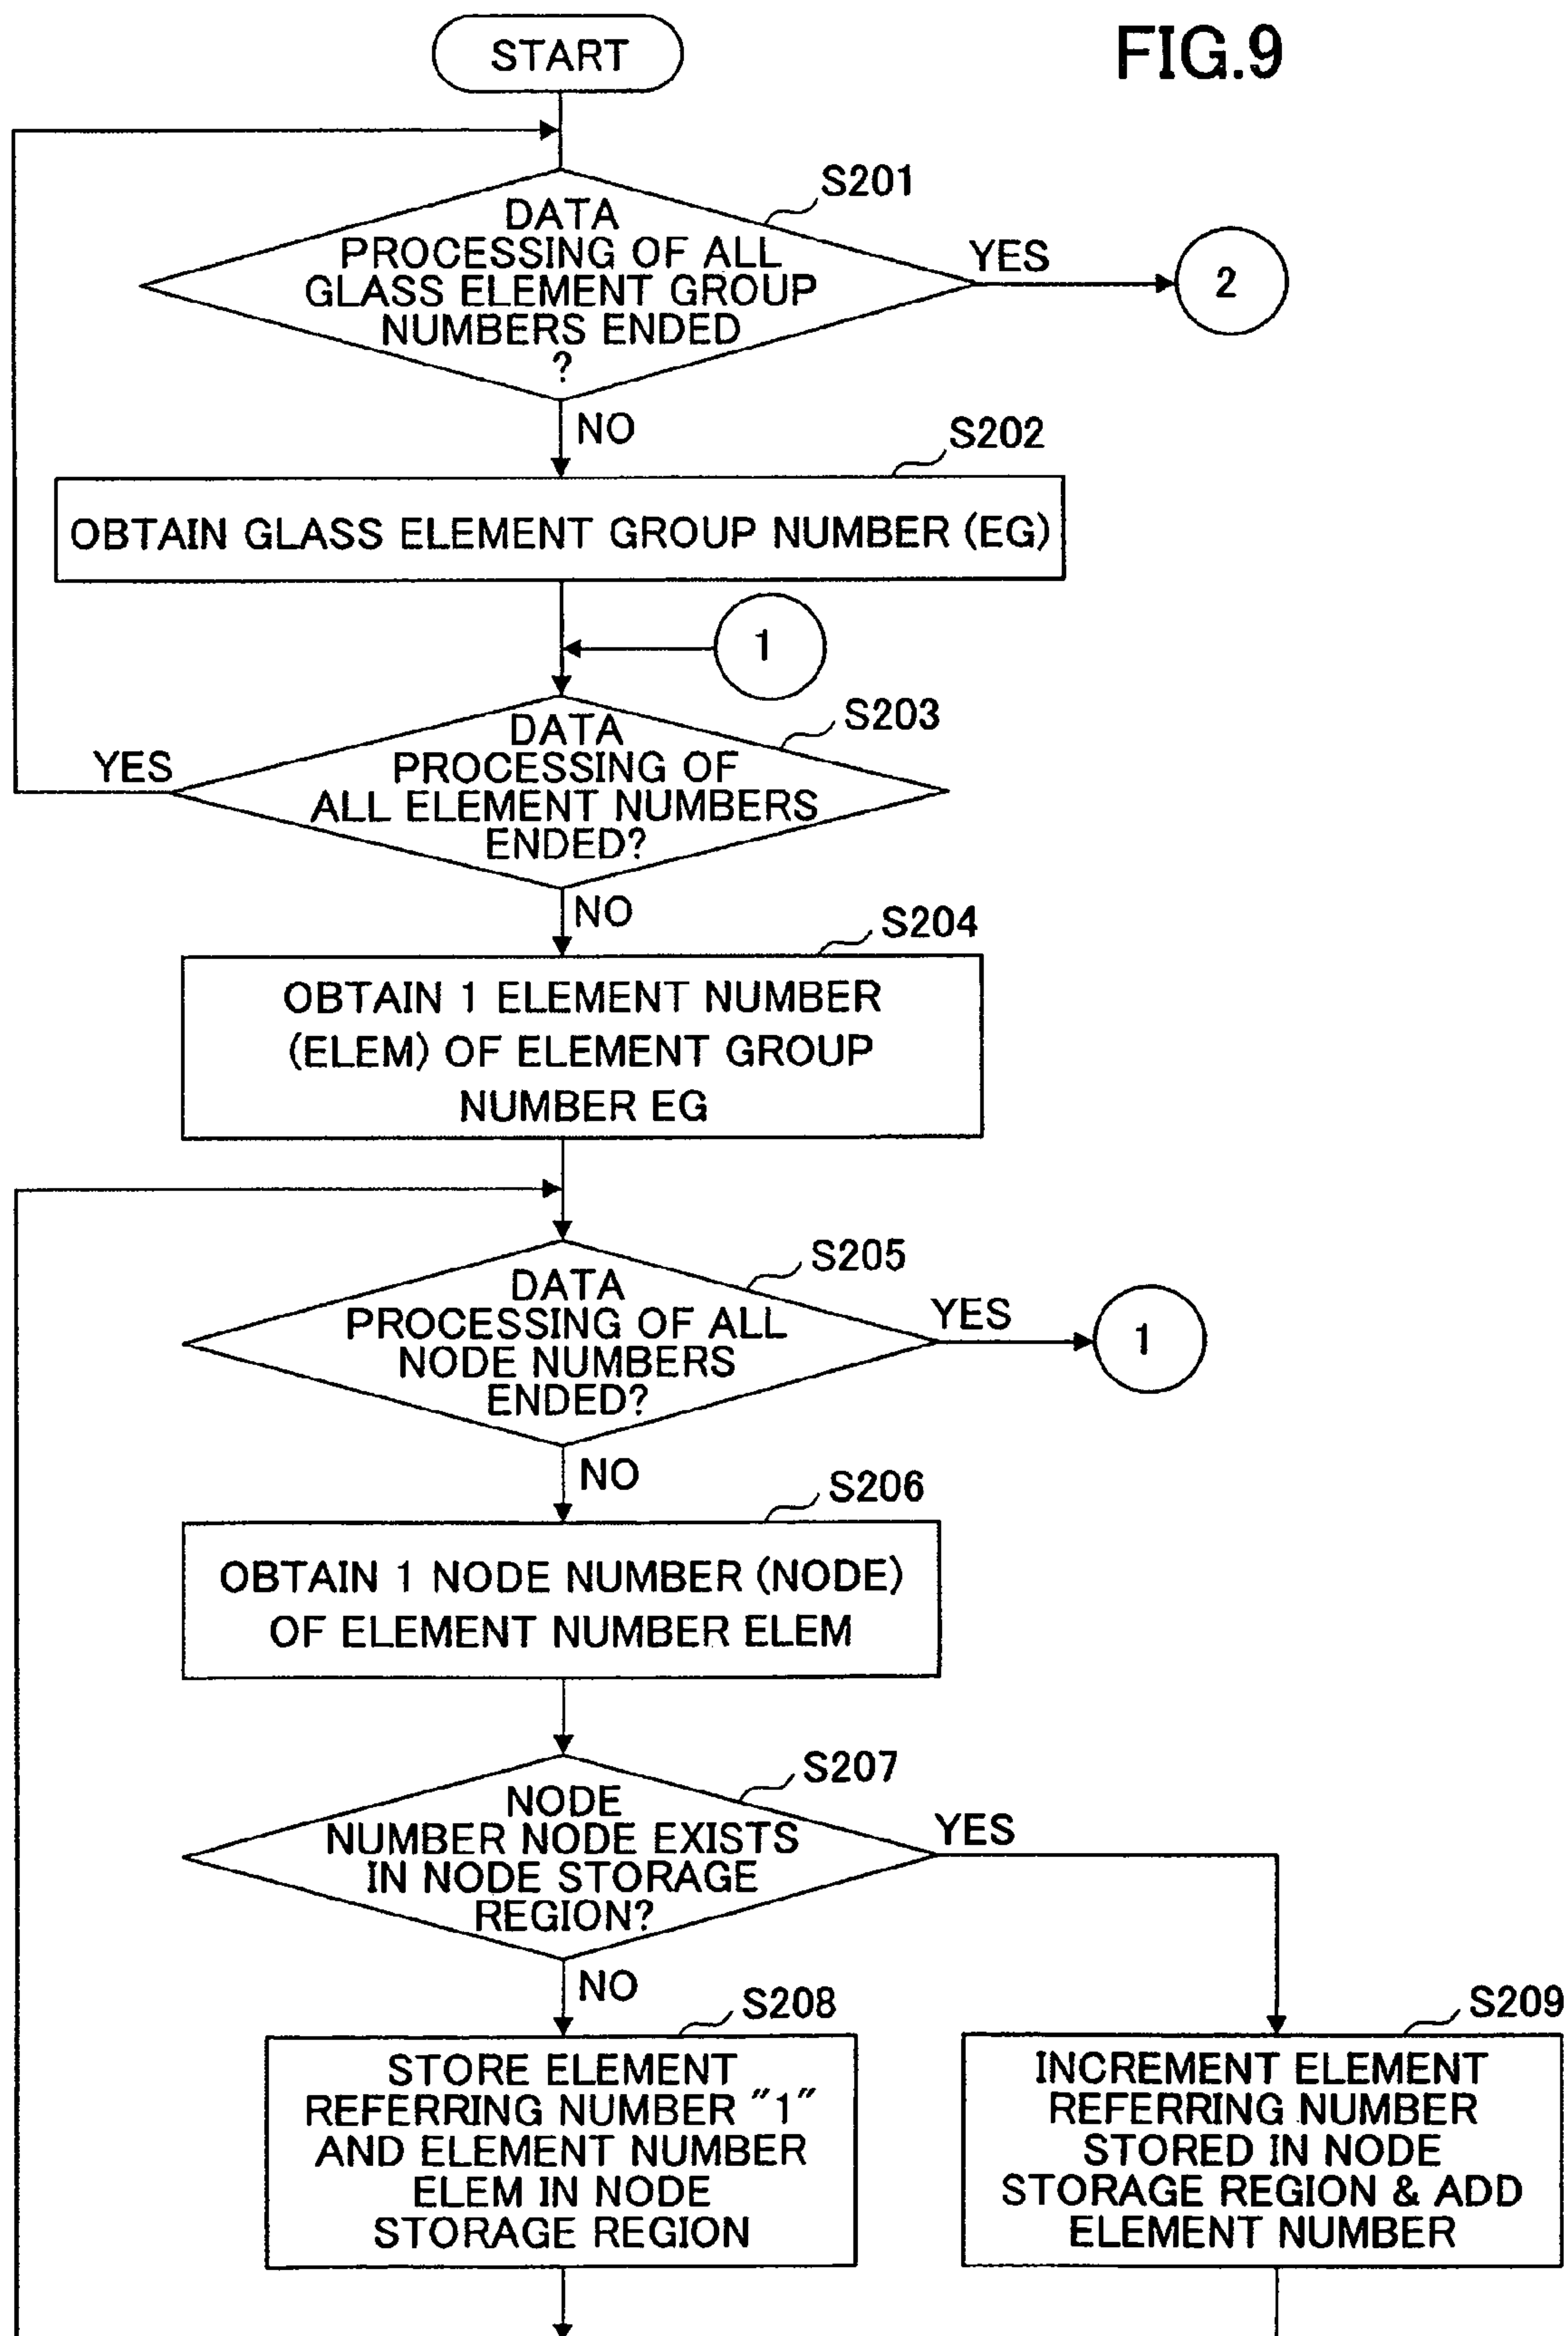 FIG.9
START
S201
DATA
PROCESSING OF ALL
GLASS ELEMENT GROUP
NUMBERS ENDED
?
YES
2
NO
S202
OBTAIN GLASS ELEMENT GROUP NUMBER (EG)
1
S203
DATA
PROCESSING OF
ALL ELEMENT NUMBERS
ENDED?
YES
NO
S204
OBTAIN 1 ELEMENT NUMBER
(ELEM) OF ELEMENT GROUP
NUMBER EG
S205
DATA
PROCESSING OF ALL
NODE NUMBERS
ENDED?
YES
1
NO
S206
OBTAIN 1 NODE NUMBER (NODE)
OF ELEMENT NUMBER ELEM
S207
NODE
NUMBER NODE EXISTS
IN NODE STORAGE
REGION?
YES
NO
S208
STORE ELEMENT
REFERRING NUMBER "1"
AND ELEMENT NUMBER
ELEM IN NODE
STORAGE REGION
S209
INCREMENT ELEMENT
REFERRING NUMBER
STORED IN NODE
STORAGE REGION & ADD
ELEMENT NUMBER